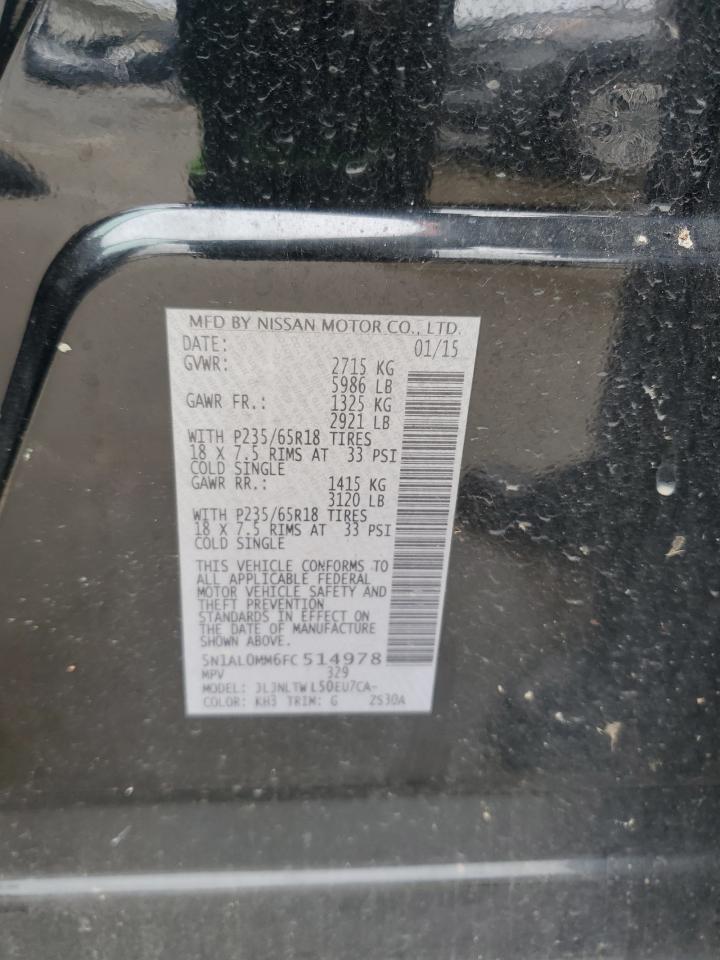 MFD BY NISSAN MOTOR CO., LTD.
DATE: 01/15
GVWR: 2715 KG
5986 LB
GAWR FR.: 1325 KG
2921 LB
WITH P235/65R18 TIRES
18 X 7.5 RIMS AT 33 PSI
COLD SINGLE
GAWR RR.: 1415 KG
3120 LB
WITH P235/65R18 TIRES
18 X 7.5 RIMS AT 33 PSI
COLD SINGLE
THIS VEHICLE CONFORMS TO
ALL APPLICABLE FEDERAL
MOTOR VEHICLE SAFETY AND
THEFT PREVENTION
STANDARDS IN EFFECT ON
THE DATE OF MANUFACTURE
SHOWN ABOVE.
5N1AL0MM6FC514978
MPV 329
MODEL: JLJNLTWL50EU7CA-
COLOR: KH3 TRIM: G 2S30A